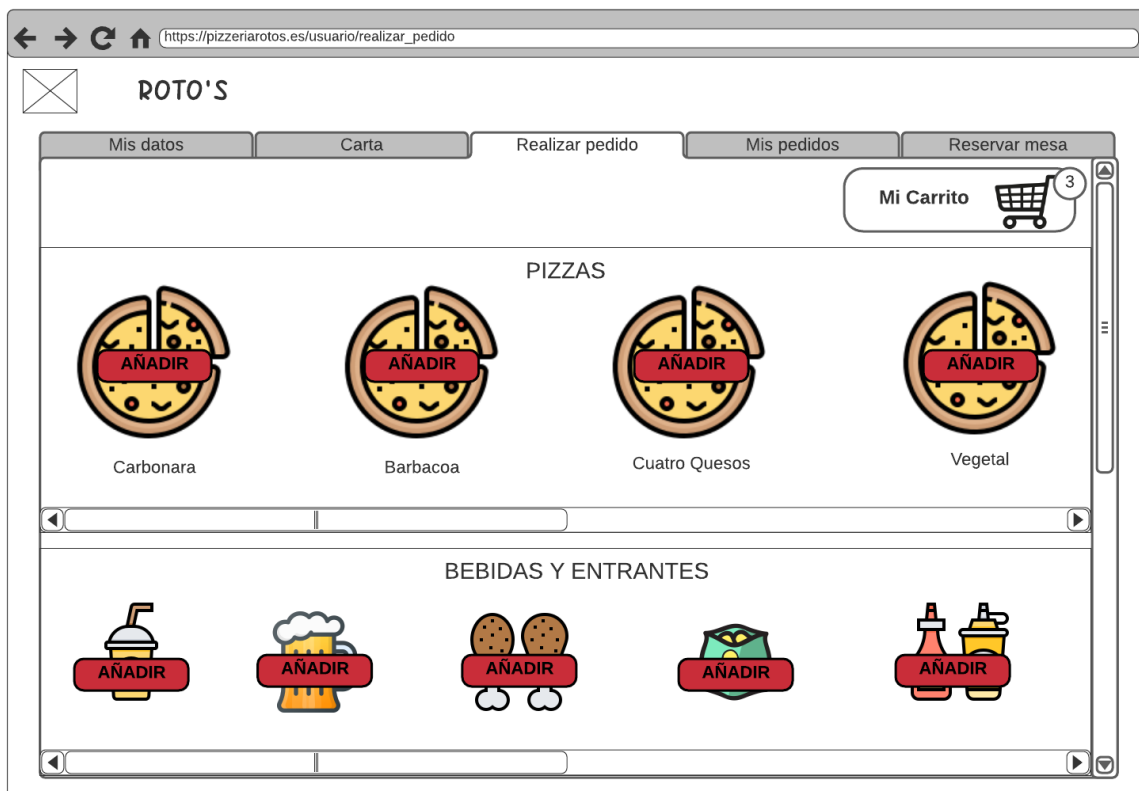 https://pizzeriarotos.es/usuario/realizar_pedido
ROTO'S
Mis datos
Carta
Realizar pedido
Mis pedidos
Reservar mesa
Mi Carrito
3
PIZZAS
AÑADIR
AÑADIR
AÑADIR
AÑADIR
Carbonara
Barbacoa
Cuatro Quesos
Vegetal
BEBIDAS Y ENTRANTES
AÑADIR
AÑADIR
AÑADIR
AÑADIR
AÑADIR